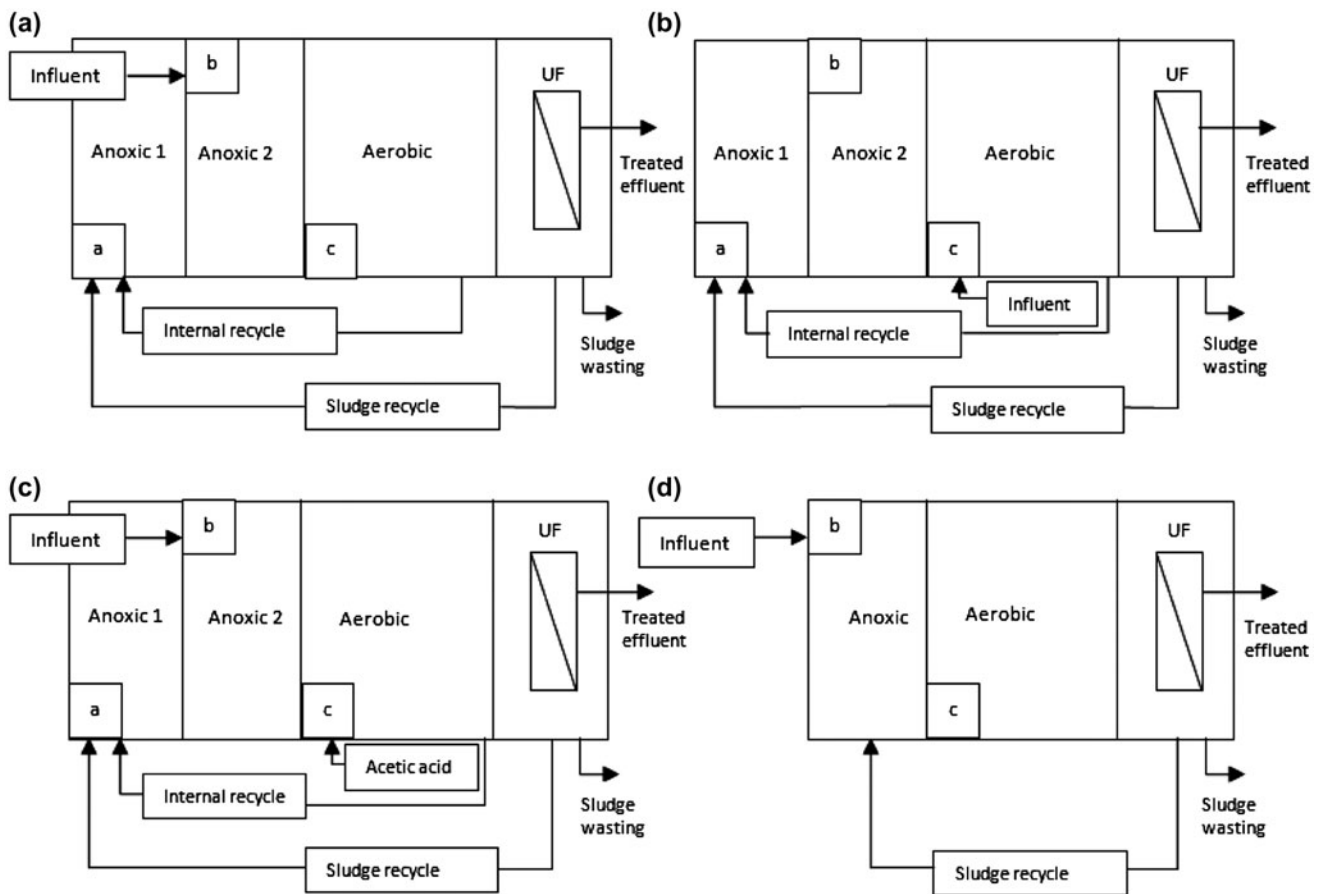 (a)
Influent
b
UF
Anoxic 1
Anoxic 2
Aerobic
Treated
effluent
a
c
Internal recycle
Sludge
wasting
Sludge recycle
(b)
b
UF
Anoxic 1
Anoxic 2
Aerobic
Treated
effluent
a
c
Influent
Internal recycle
Sludge
wasting
Sludge recycle
(c)
Influent
b
UF
Anoxic 1
Anoxic 2
Aerobic
Treated
effluent
a
c
Acetic acid
Internal recycle
Sludge
wasting
Sludge recycle
(d)
Influent
b
UF
Anoxic
Aerobic
Treated
effluent
c
Sludge
wasting
Sludge recycle